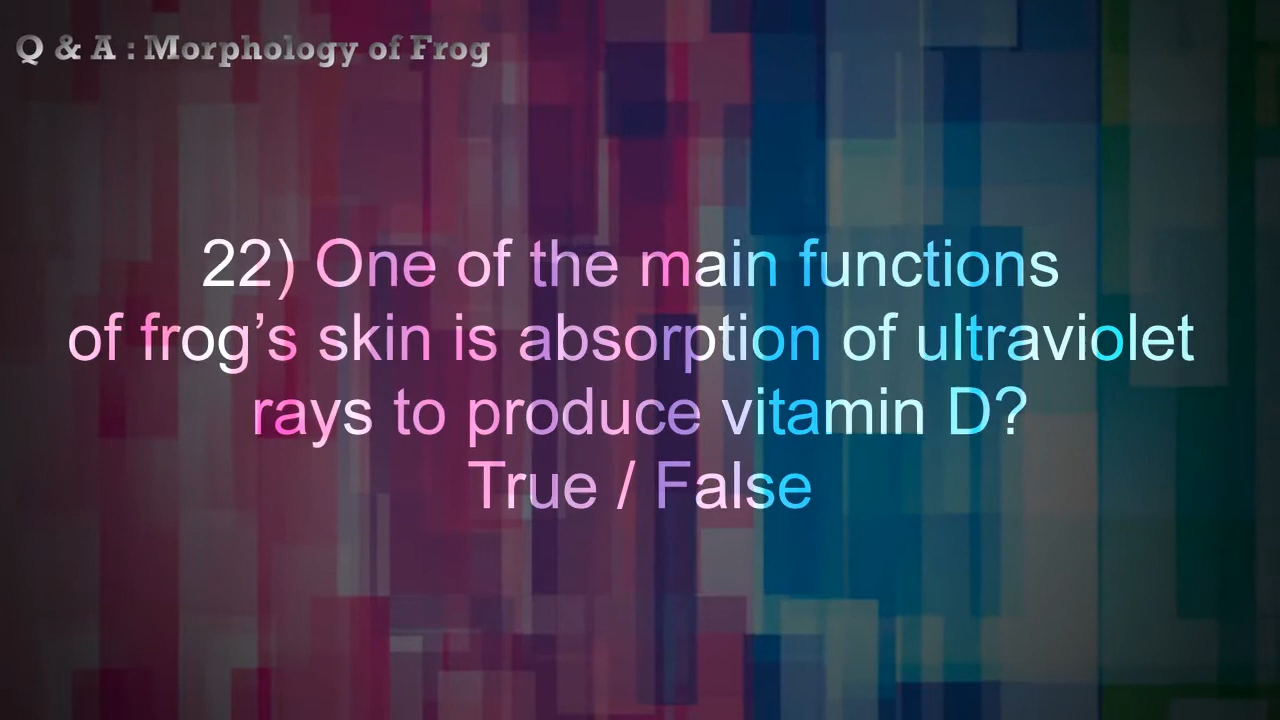 Q & A : Morphology of Frog
22) One of the main functions
of frog’s skin is absorption of ultraviolet
rays to produce vitamin D?
True / False